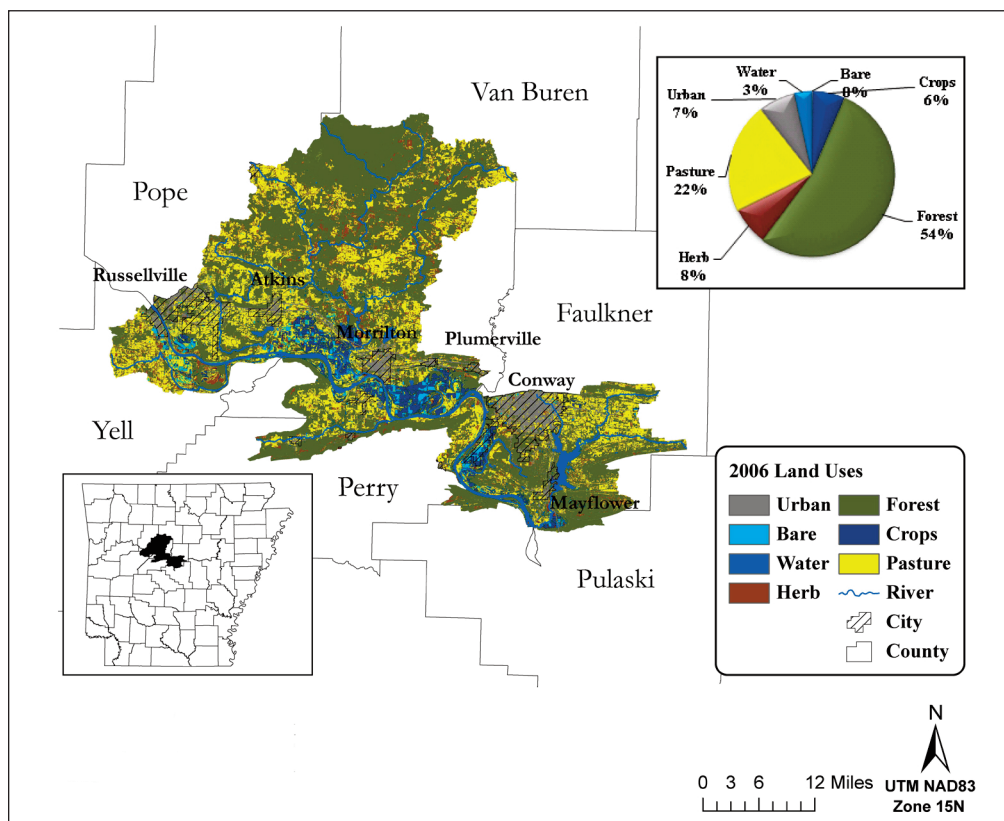 Van Buren
Pope
Russellville
Atkins
Morrilton
Plumerville
Faulkner
Conway
Yell
Perry
Mayflower
Pulaski
Water
3%
Bare
0%
Crops
6%
Urban
7%
Pasture
22%
Forest
54%
Herb
8%
2006 Land Uses
Urban
Forest
Bare
Crops
Water
Pasture
Herb
River
City
County
N
0 3 6 12 Miles
UTM NAD83
Zone 15N